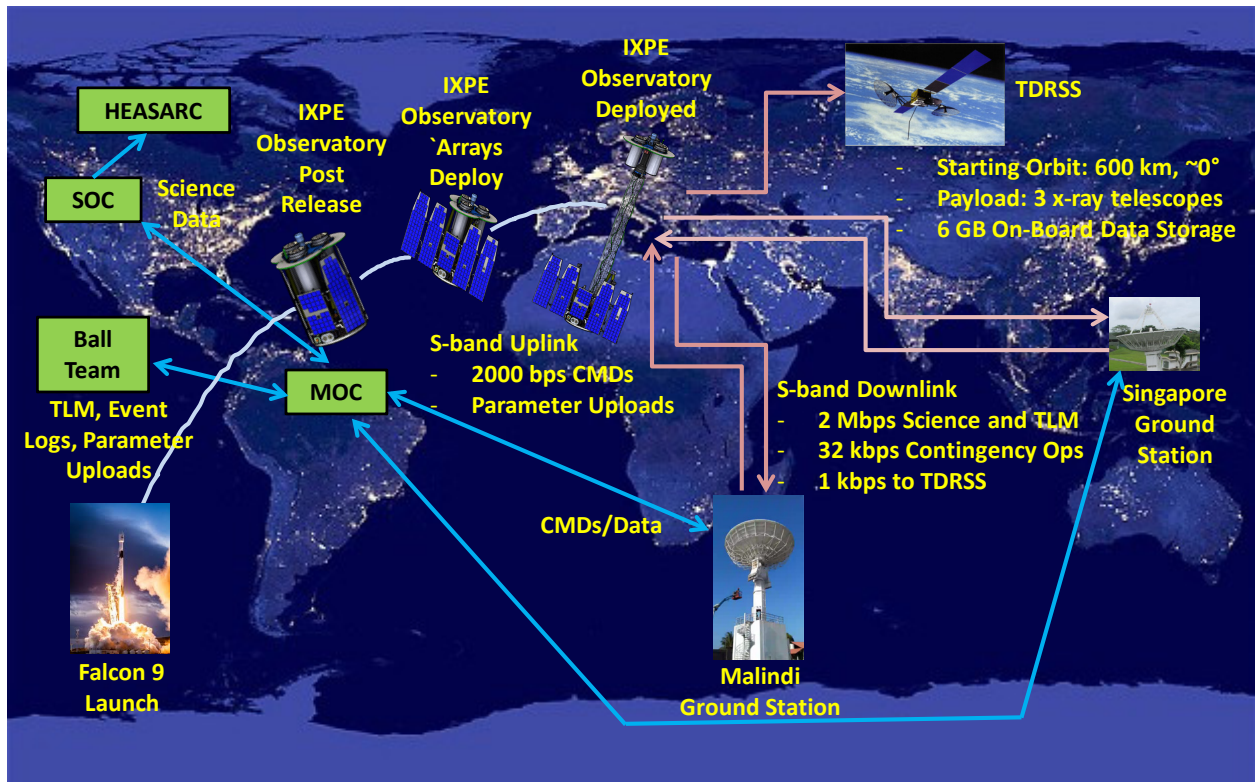 HEASARC
SOC
Science
Data
IXPE
Observatory
Post
Release
IXPE
Observatory
`Arrays
Deploy
IXPE
Observatory
Deployed
TDRSS
- Starting Orbit: 600 km, ~0°
- Payload: 3 x-ray telescopes
- 6 GB On-Board Data Storage
Ball
Team
TLM, Event
Logs, Parameter
Uploads
MOC
S-band Uplink
- 2000 bps CMDs
- Parameter Uploads
S-band Downlink
- 2 Mbps Science and TLM
- 32 kbps Contingency Ops
- 1 kbps to TDRSS
Singapore
Ground
Station
CMDs/Data
Falcon 9
Launch
Malindi
Ground Station